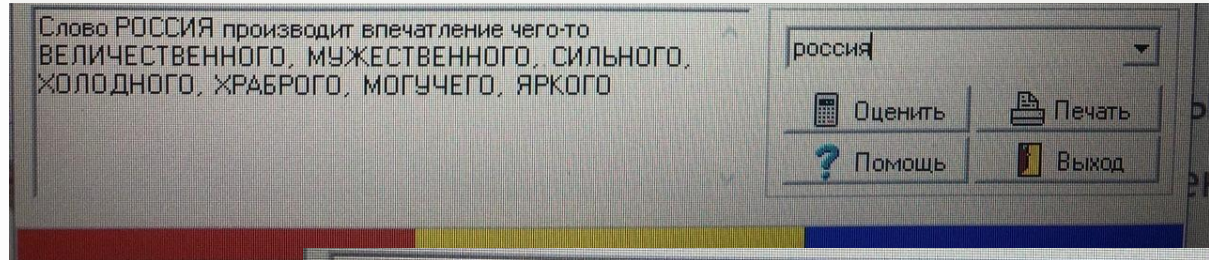 Слово РОССИЯ производит впечатление чего-то
ВЕЛИЧЕСТВЕННОГО, МУЖЕСТВЕННОГО, СИЛЬНОГО,
ХОЛОДНОГО, ХРАБРОГО, МОГУЧЕГО, ЯРКОГО
россия
Оценить
Печать
Помощь
Выход